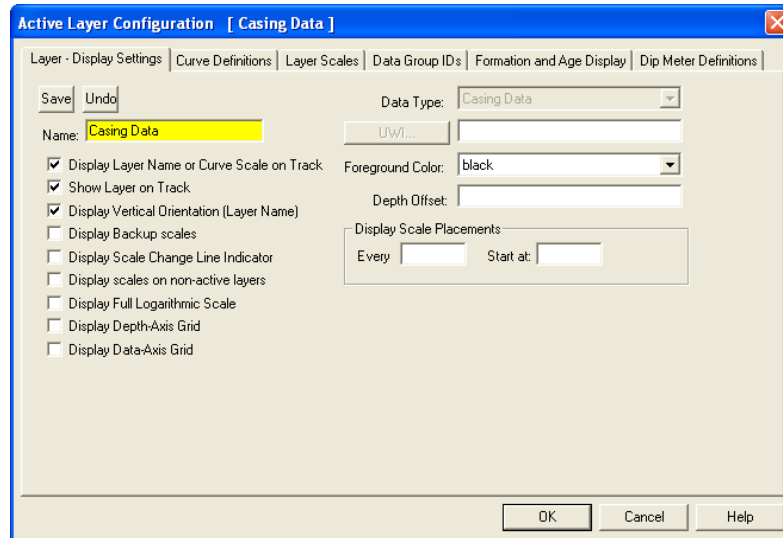 Active Layer Configuration [ Casing Data ]
Layer - Display Settings Curve Definitions Layer Scales Data Group IDs Formation and Age Display Dip Meter Definitions
Save Undo
Name: Casing Data
Display Layer Name or Curve Scale on Track
Show Layer on Track
Display Vertical Orientation (Layer Name)
Display Backup scales
Display Scale Change Line Indicator
Display scales on non-active layers
Display Full Logarithmic Scale
Display Depth-Axis Grid
Display Data-Axis Grid
Data Type: Casing Data
UWI...
Foreground Color: black
Depth Offset:
Display Scale Placements
Every Start at:
OK Cancel Help